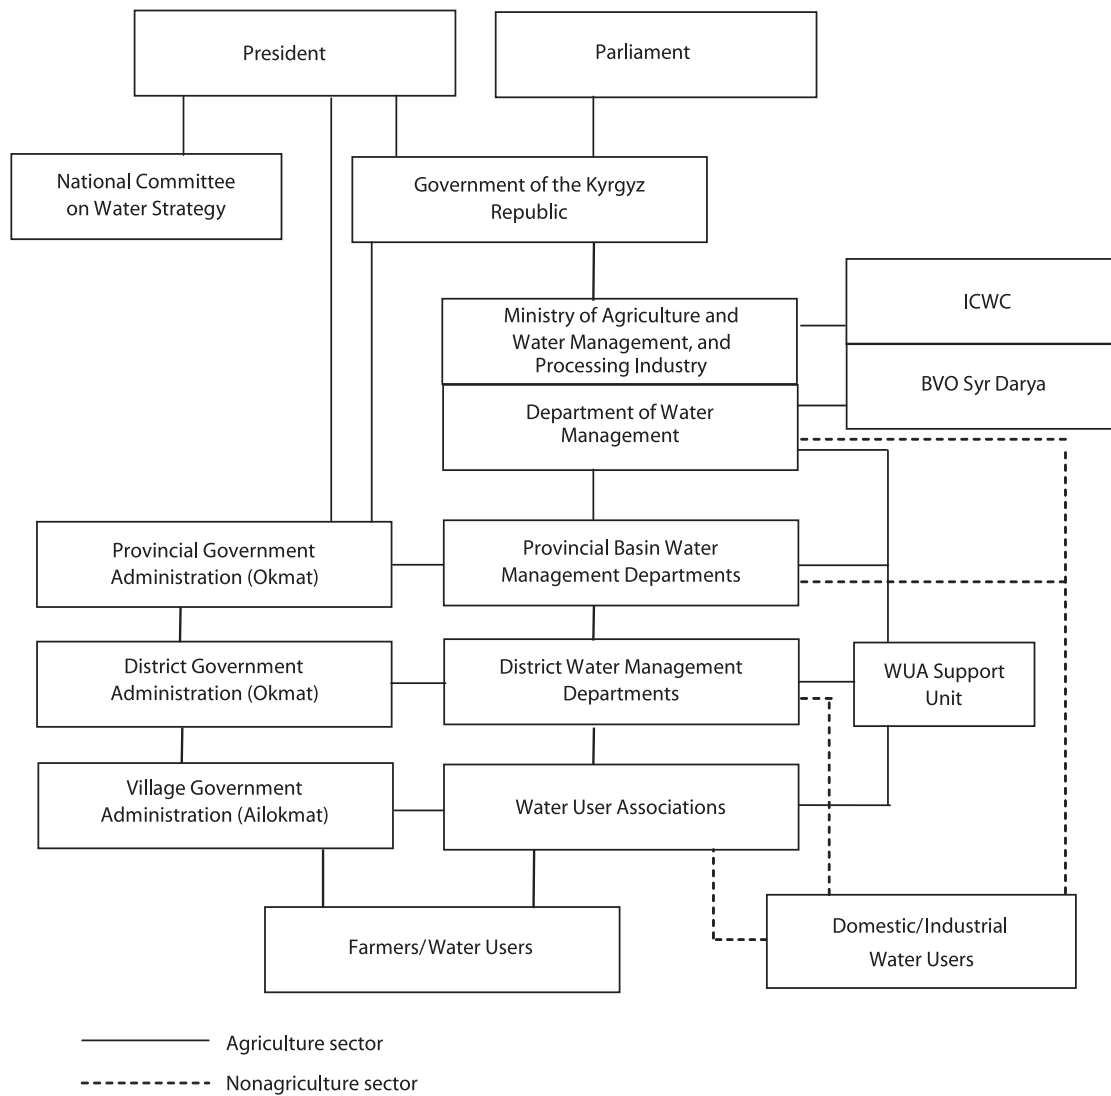 President
Parliament
National Committee
on Water Strategy
Government of the Kyrgyz
Republic
Ministry of Agriculture and
Water Management, and
Processing Industry
ICWC
BVO Syr Darya
Department of Water
Management
Provincial Government
Administration (Okmat)
Provincial Basin Water
Management Departments
District Government
Administration (Okmat)
District Water Management
Departments
WUA Support
Unit
Village Government
Administration (Ailokmat)
Water User Associations
Farmers/Water Users
Domestic/Industrial
Water Users
Agriculture sector
Nonagriculture sector